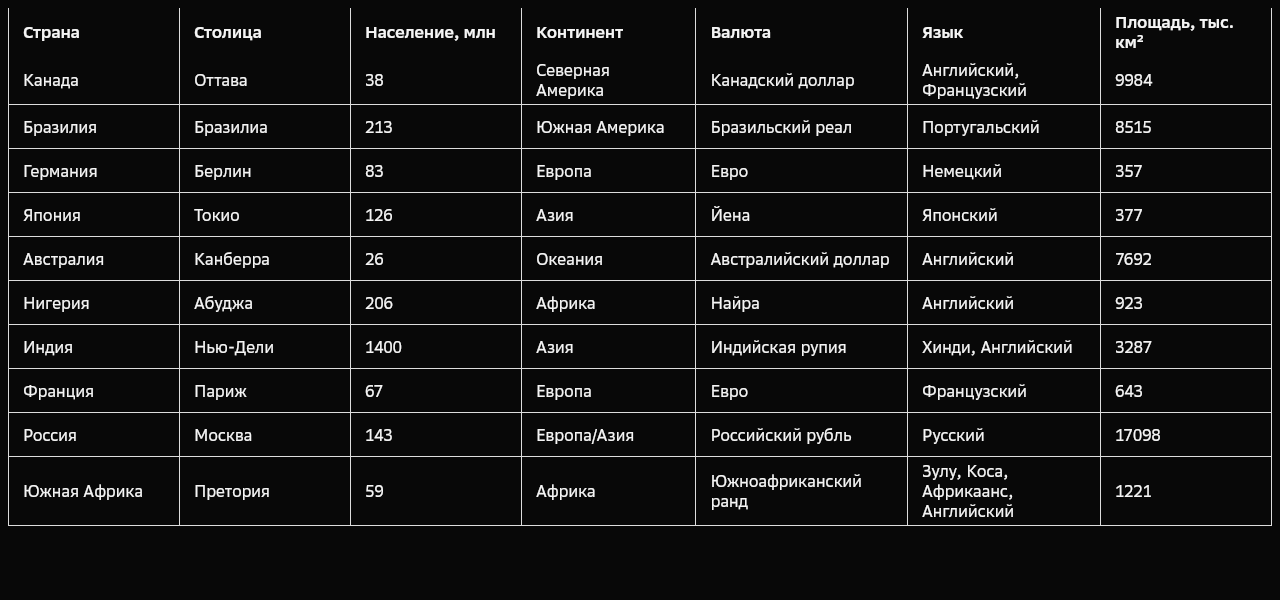 Страна Столица Население, млн Континент Валюта Язык Площадь, тыс. км²
Канада Оттава 38 Северная Америка Канадский доллар Английский, Французский 9984
Бразилия Бразилиа 213 Южная Америка Бразильский реал Португальский 8515
Германия Берлин 83 Европа Евро Немецкий 357
Япония Токио 126 Азия Йена Японский 377
Австралия Канберра 26 Океания Австралийский доллар Английский 7692
Нигерия Абуджа 206 Африка Найра Английский 923
Индия Нью-Дели 1400 Азия Индийская рупия Хинди, Английский 3287
Франция Париж 67 Европа Евро Французский 643
Россия Москва 143 Европа/Азия Российский рубль Русский 17098
Южная Африка Претория 59 Африка Южноафриканский ранд Зулу, Коса, Африкаанс, Английский 1221